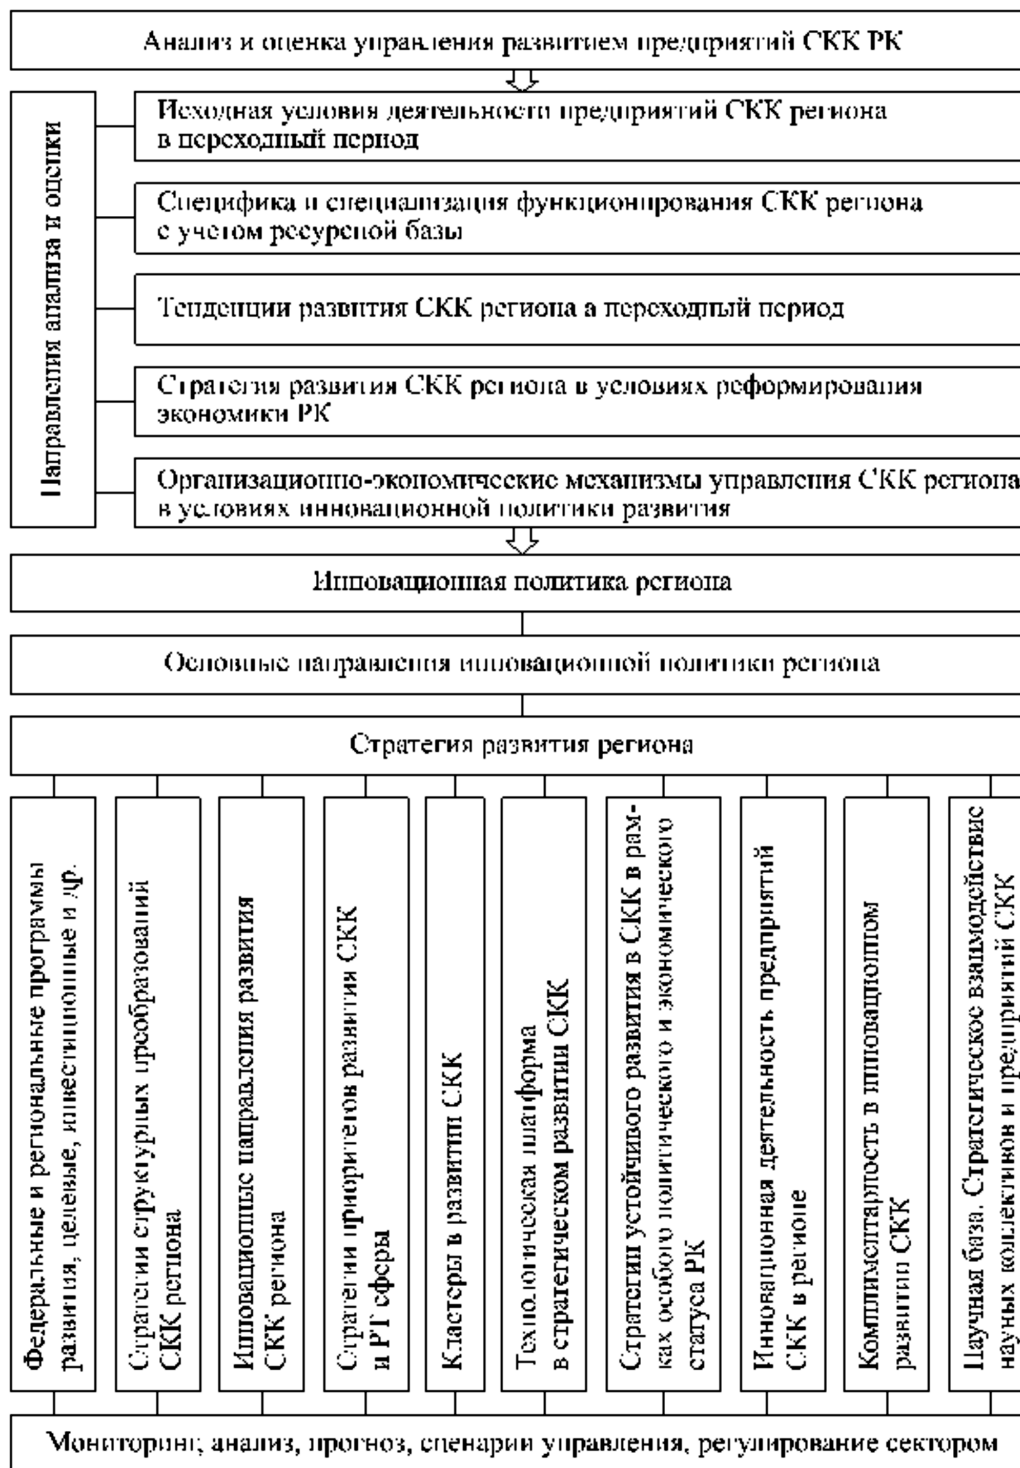 Анализ и оценка управления развитием предприятий СКК РК
Направления анализа и оценки
Исходная условия деятельности предприятий СКК региона
в переходный период
Специфика и специализация функционирования СКК региона
с учетом ресурсной базы
Тенденции развития СКК региона а переходный период
Стратегия развития СКК региона в условиях реформирования
экономики РК
Организационно-экономические механизмы управления СКК региона
в условиях инновационной политики развития
Инновационная политика региона
Основные направления инновационной политики региона
Стратегия развития региона
Федеральные и региональные программы
развития, целевые, инвестиционные и др.
Стратегии структурных преобразований
СКК региона
Инновационные направления развития
СКК региона
Стратегии приоритетов развития СКК
и РТ сферы
Кластеры в развитии СКК
Технологическая платформа
в стратегическом развитии СКК
Стратегии устойчивого развития в СКК в рам-
ках особого политического и экономического
статуса РК
Инновационная деятельность предприятий
СКК в регионе
Комплиментарность в инновационном
развитии СКК
Научная база. Стратегическое взаимодействие
науных коллективов и предприятий СКК
Мониторинг, анализ, прогноз, сценарии управления, регулирование сектором